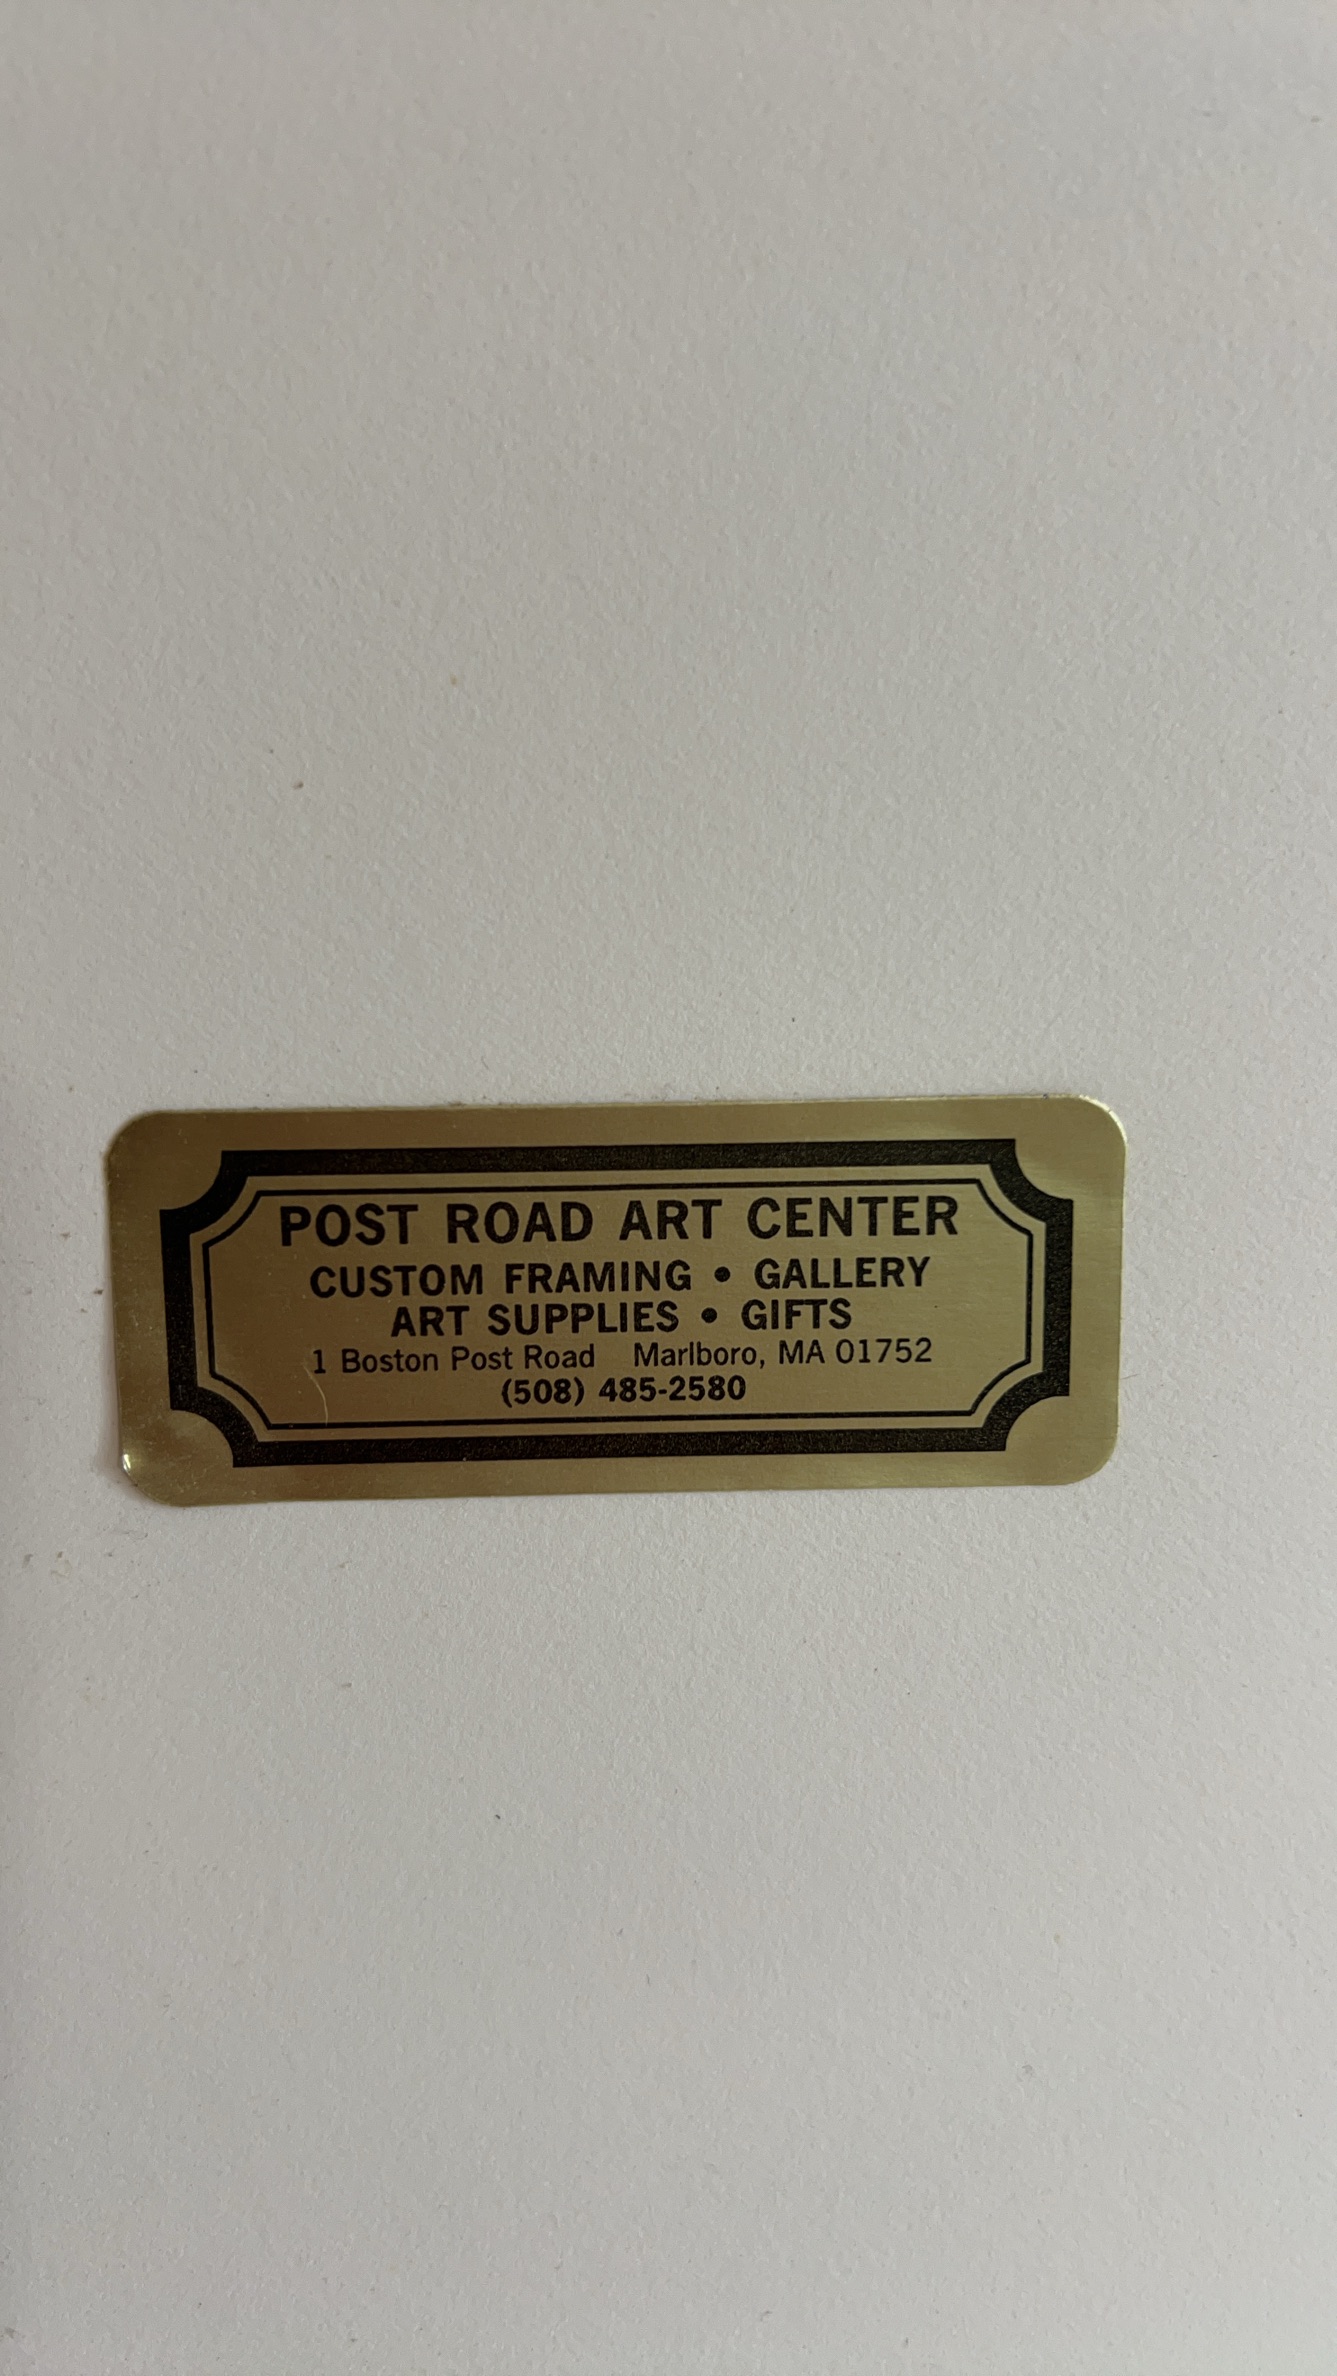 POST ROAD ART CENTER
CUSTOM FRAMING • GALLERY
ART SUPPLIES • GIFTS
1 Boston Post Road Marlboro, MA 01752
(508) 485-2580